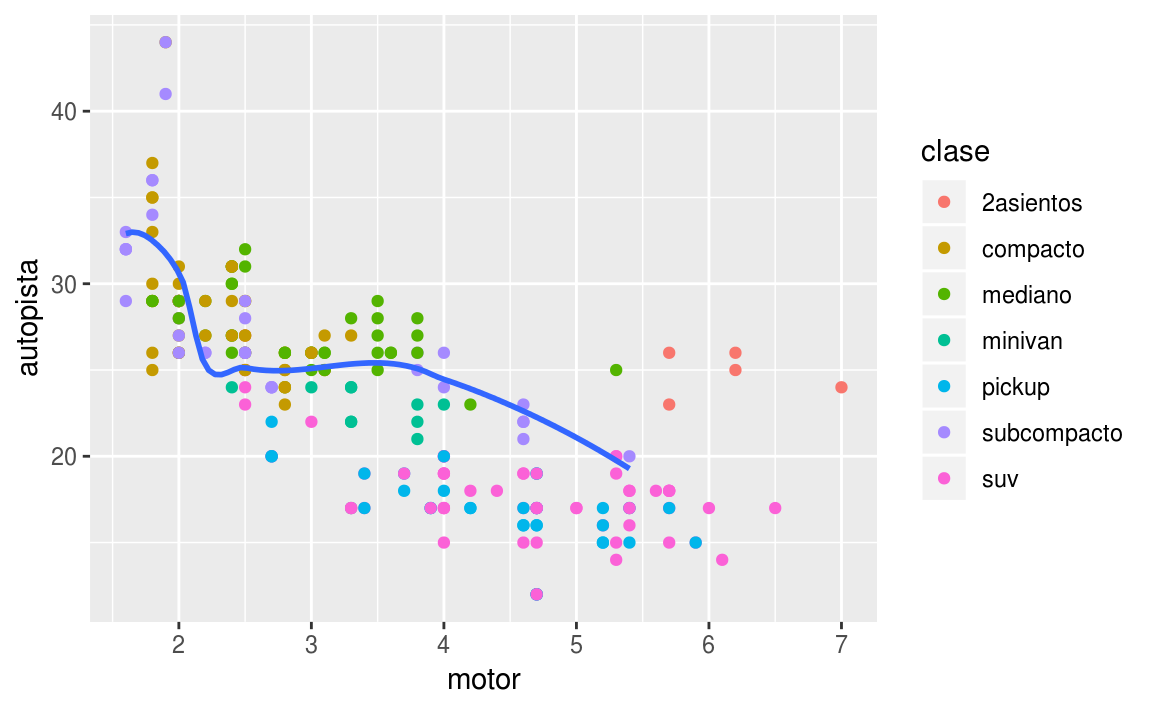 autopista
40
30
20
2 3 4 5 6 7
motor
clase
2asientos
compacto
mediano
minivan
pickup
subcompacto
suv